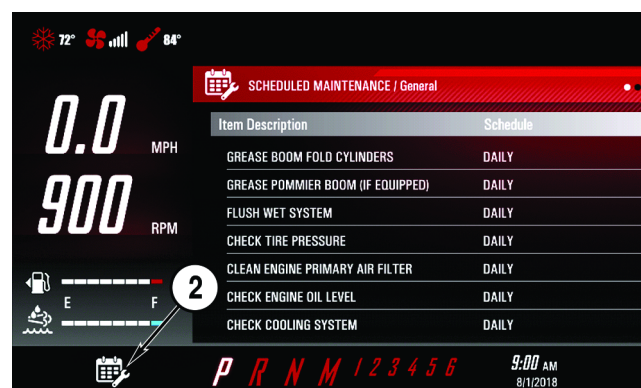 72° 84°
SCHEDULED MAINTENANCE / General
Item Description Schedule
GREASE BOOM FOLD CYLINDERS DAILY
GREASE POMMIER BOOM (IF EQUIPPED) DAILY
FLUSH WET SYSTEM DAILY
CHECK TIRE PRESSURE DAILY
CLEAN ENGINE PRIMARY AIR FILTER DAILY
CHECK ENGINE OIL LEVEL DAILY
CHECK COOLING SYSTEM DAILY
0.0 MPH
900 RPM
E F
2
P R N M 1 2 3 4 5 6
9:00 AM
8/1/2018